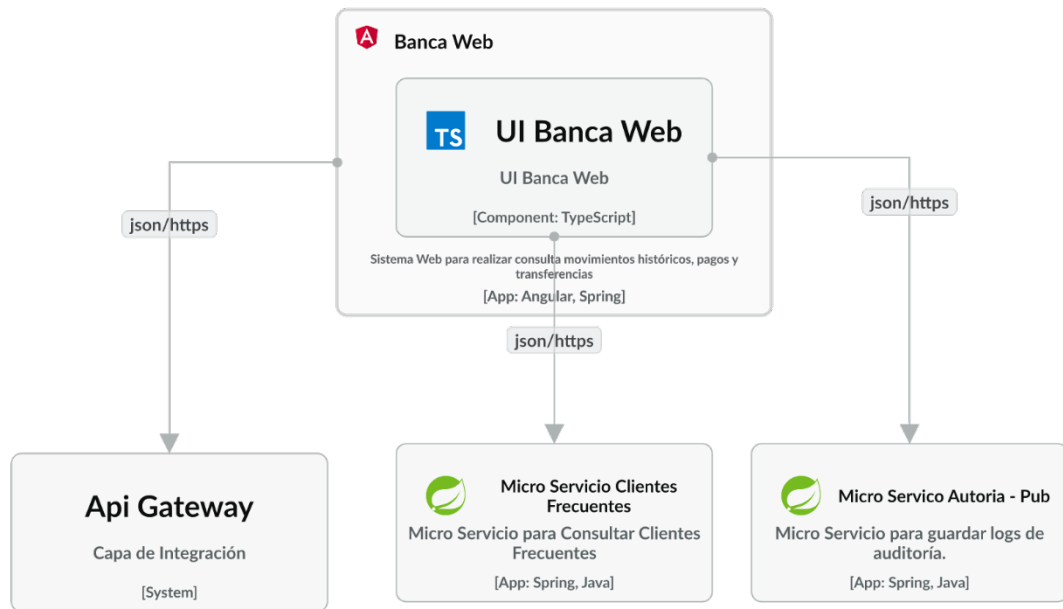 Banca Web
TS
UI Banca Web
UI Banca Web
[Component: TypeScript]
Sistema Web para realizar consulta movimientos históricos, pagos y
transferencias
[App: Angular, Spring]
json/https
json/https
json/https
Api Gateway
Capa de Integración
[System]
Micro Servicio Clientes
Frecuentes
Micro Servicio para Consultar Clientes
Frecuentes
[App: Spring, Java]
Micro Servico Autoria - Pub
Micro Servicio para guardar logs de
auditoría.
[App: Spring, Java]